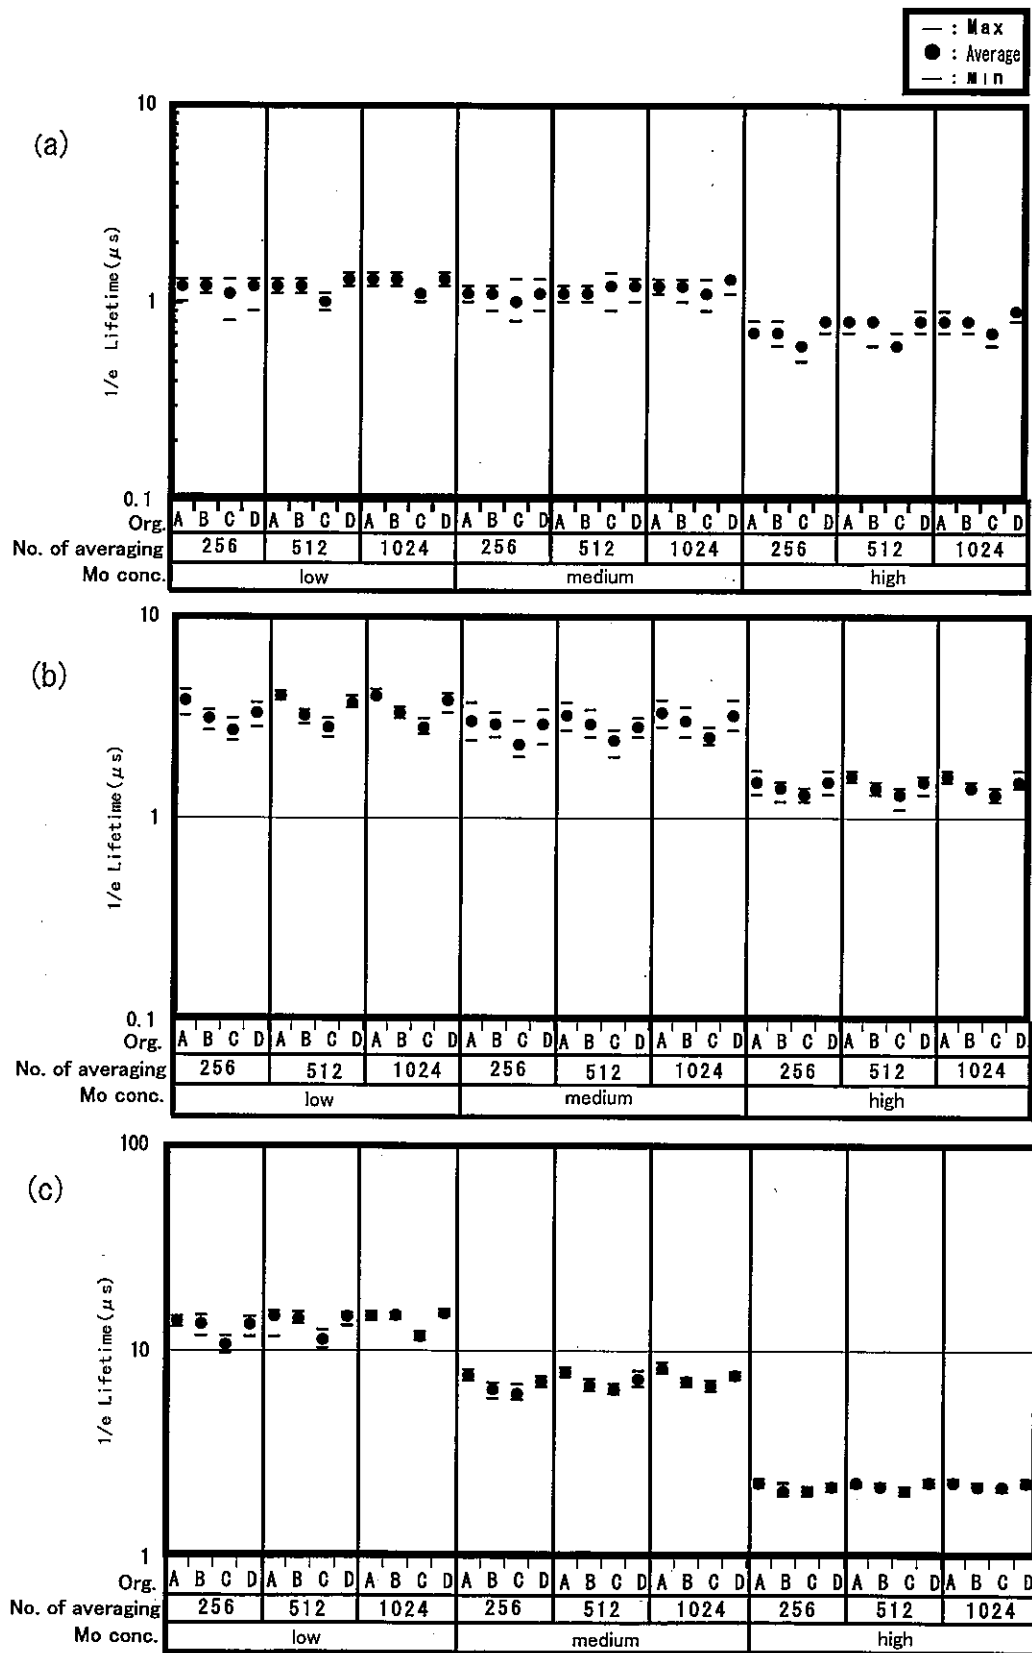 — : Max
● : Average
— : Min
(a)
10
1
0.1
1/e Lifetime(μs)
Org. A B C D A B C D A B C D A B C D A B C D A B C D A B C D A B C D A B C D
No. of averaging 256 512 1024 256 512 1024 256 512 1024
Mo conc. low medium high
(b)
10
1
0.1
1/e Lifetime(μs)
Org. A B C D A B C D A B C D A B C D A B C D A B C D A B C D A B C D A B C D
No. of averaging 256 512 1024 256 512 1024 256 512 1024
Mo conc. low medium high
(c)
100
10
1
1/e Lifetime(μs)
Org. A B C D A B C D A B C D A B C D A B C D A B C D A B C D A B C D A B C D
No. of averaging 256 512 1024 256 512 1024 256 512 1024
Mo conc. low medium high